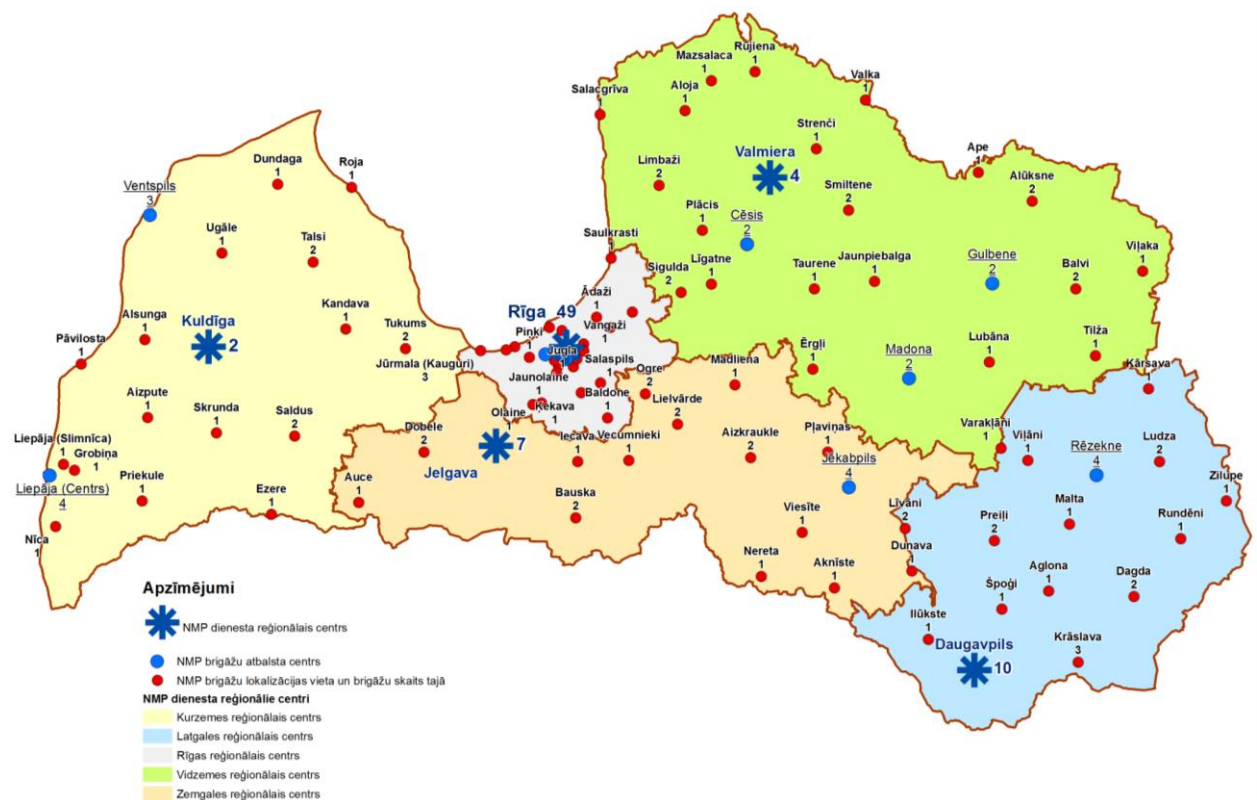 Mazsalaca
1
Rūjiena
1
Valka
1
Aloja
1
Salacgrīva
1
Strenči
1
Valmiera
4
Limbaži
2
Ape
1
Alūksne
2
Smiltene
2
Plācis
1
Cēsis
2
Dundaga
1
Roja
1
Ventspils
3
Ugāle
1
Talsi
2
Saulkrasti
1
Sigulda
2
Līgatne
1
Taurene
1
Jaunpiebalga
1
Gulbene
2
Balvi
2
Viļaka
1
Ādaži
1
Rīga 49
Vangaži
1
Piņķi
1
Jugla
1
Salaspils
1
Kandava
1
Tukums
2
Alsunga
1
Kuldīga
2
Pāvilosta
1
Jūrmala (Kauguri)
3
Jaunolaine
Ogre
2
Madliena
1
Ērgļi
1
Madona
2
Lubāna
1
Tilža
1
Kārsava
1
Baldone
1
Ķekava
1
Lielvārde
2
Aizpute
1
Skrunda
1
Saldus
2
Olaine
1
Dobele
2
7
Jelgava
Iecava
1
Vecumnieki
1
Aizkraukle
2
Pļaviņas
1
Jēkabpils
4
Varakļāni
1
Viļāni
1
Rēzekne
4
Ludza
2
Zilupe
1
Liepāja (Slimnīca)
1
Grobiņa
1
Liepāja (Centrs)
4
Priekule
1
Ezere
1
Auce
1
Bauska
2
Viesīte
1
Līvāni
2
Preiļi
2
Malta
1
Rundēni
1
Nīca
1
Nereta
1
Aknīste
1
Dunava
1
Špoģi
1
Aglona
1
Dagda
2
Ilūkste
1
Daugavpils
10
Krāslava
3
Apzīmējumi
NMP dienesta reģionālais centrs
NMP brigāžu atbalsta centrs
NMP brigāžu lokalizācijas vieta un brigāžu skaits tajā
NMP dienesta reģionālie centri
Kurzemes reģionālais centrs
Latgales reģionālais centrs
Rīgas reģionālais centrs
Vidzemes reģionālais centrs
Zemgales reģionālais centrs